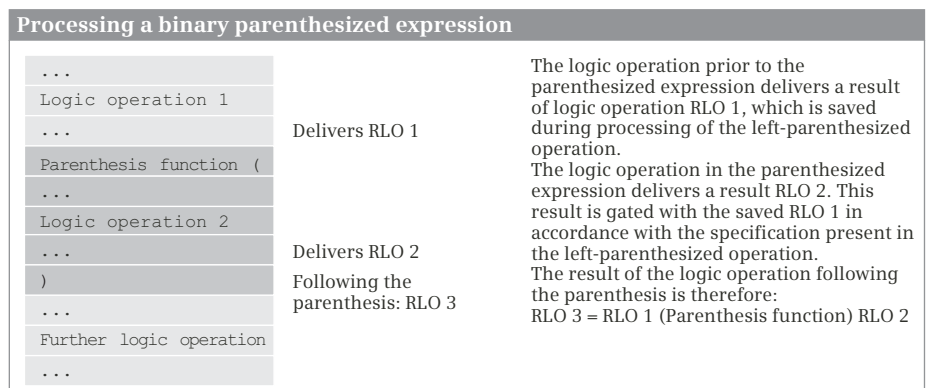 Processing a binary parenthesized expression
...
Logic operation 1
...
Parenthesis function (
...
Logic operation 2
...
)
...
Further logic operation
...
Delivers RLO 1
Delivers RLO 2
Following the
parenthesis: RLO 3
The logic operation prior to the
parenthesized expression delivers a result
of logic operation RLO 1, which is saved
during processing of the left-parenthesized
operation.
The logic operation in the parenthesized
expression delivers a result RLO 2. This
result is gated with the saved RLO 1 in
accordance with the specification present in
the left-parenthesized operation.
The result of the logic operation following
the parenthesis is therefore:
RLO 3 = RLO 1 (Parenthesis function) RLO 2